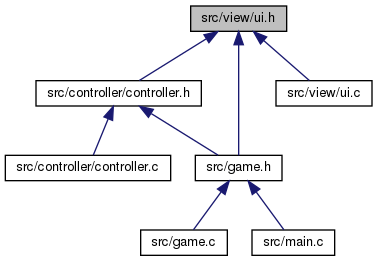 src/view/ui.h
src/controller/controller.h
src/view/ui.c
src/controller/controller.c
src/game.h
src/game.c
src/main.c